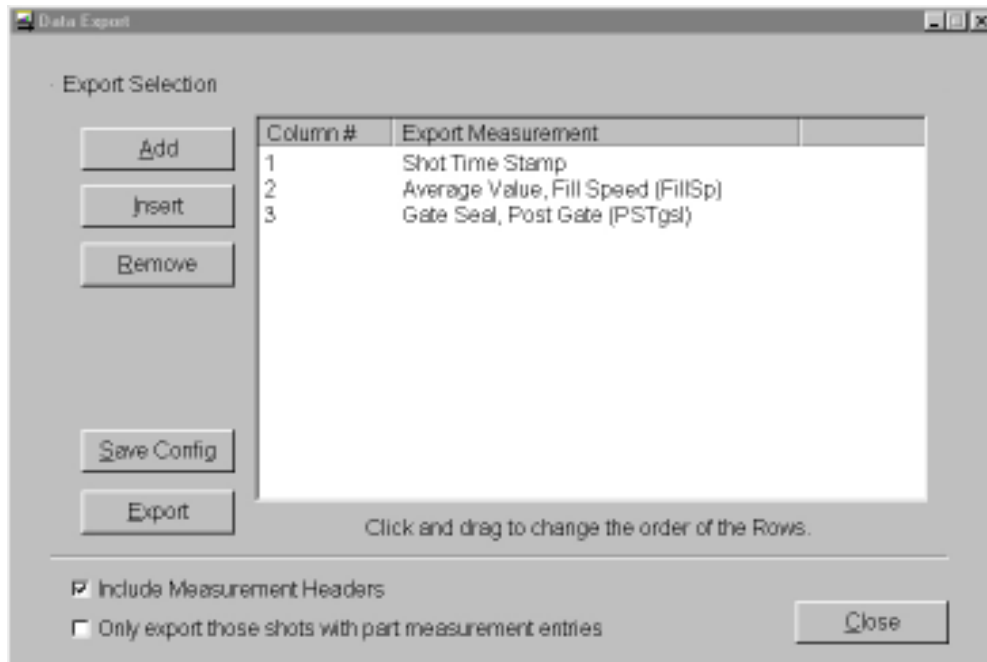 Data Export
Export Selection
Add
Insert
Remove
Save Config
Export
Column # Export Measurement
1 Shot Time Stamp
2 Average Value, Fill Speed (FillSp)
3 Gate Seal, Post Gate (PSTgsl)
Click and drag to change the order of the Rows.
Include Measurement Headers
Only export those shots with part measurement entries
Close